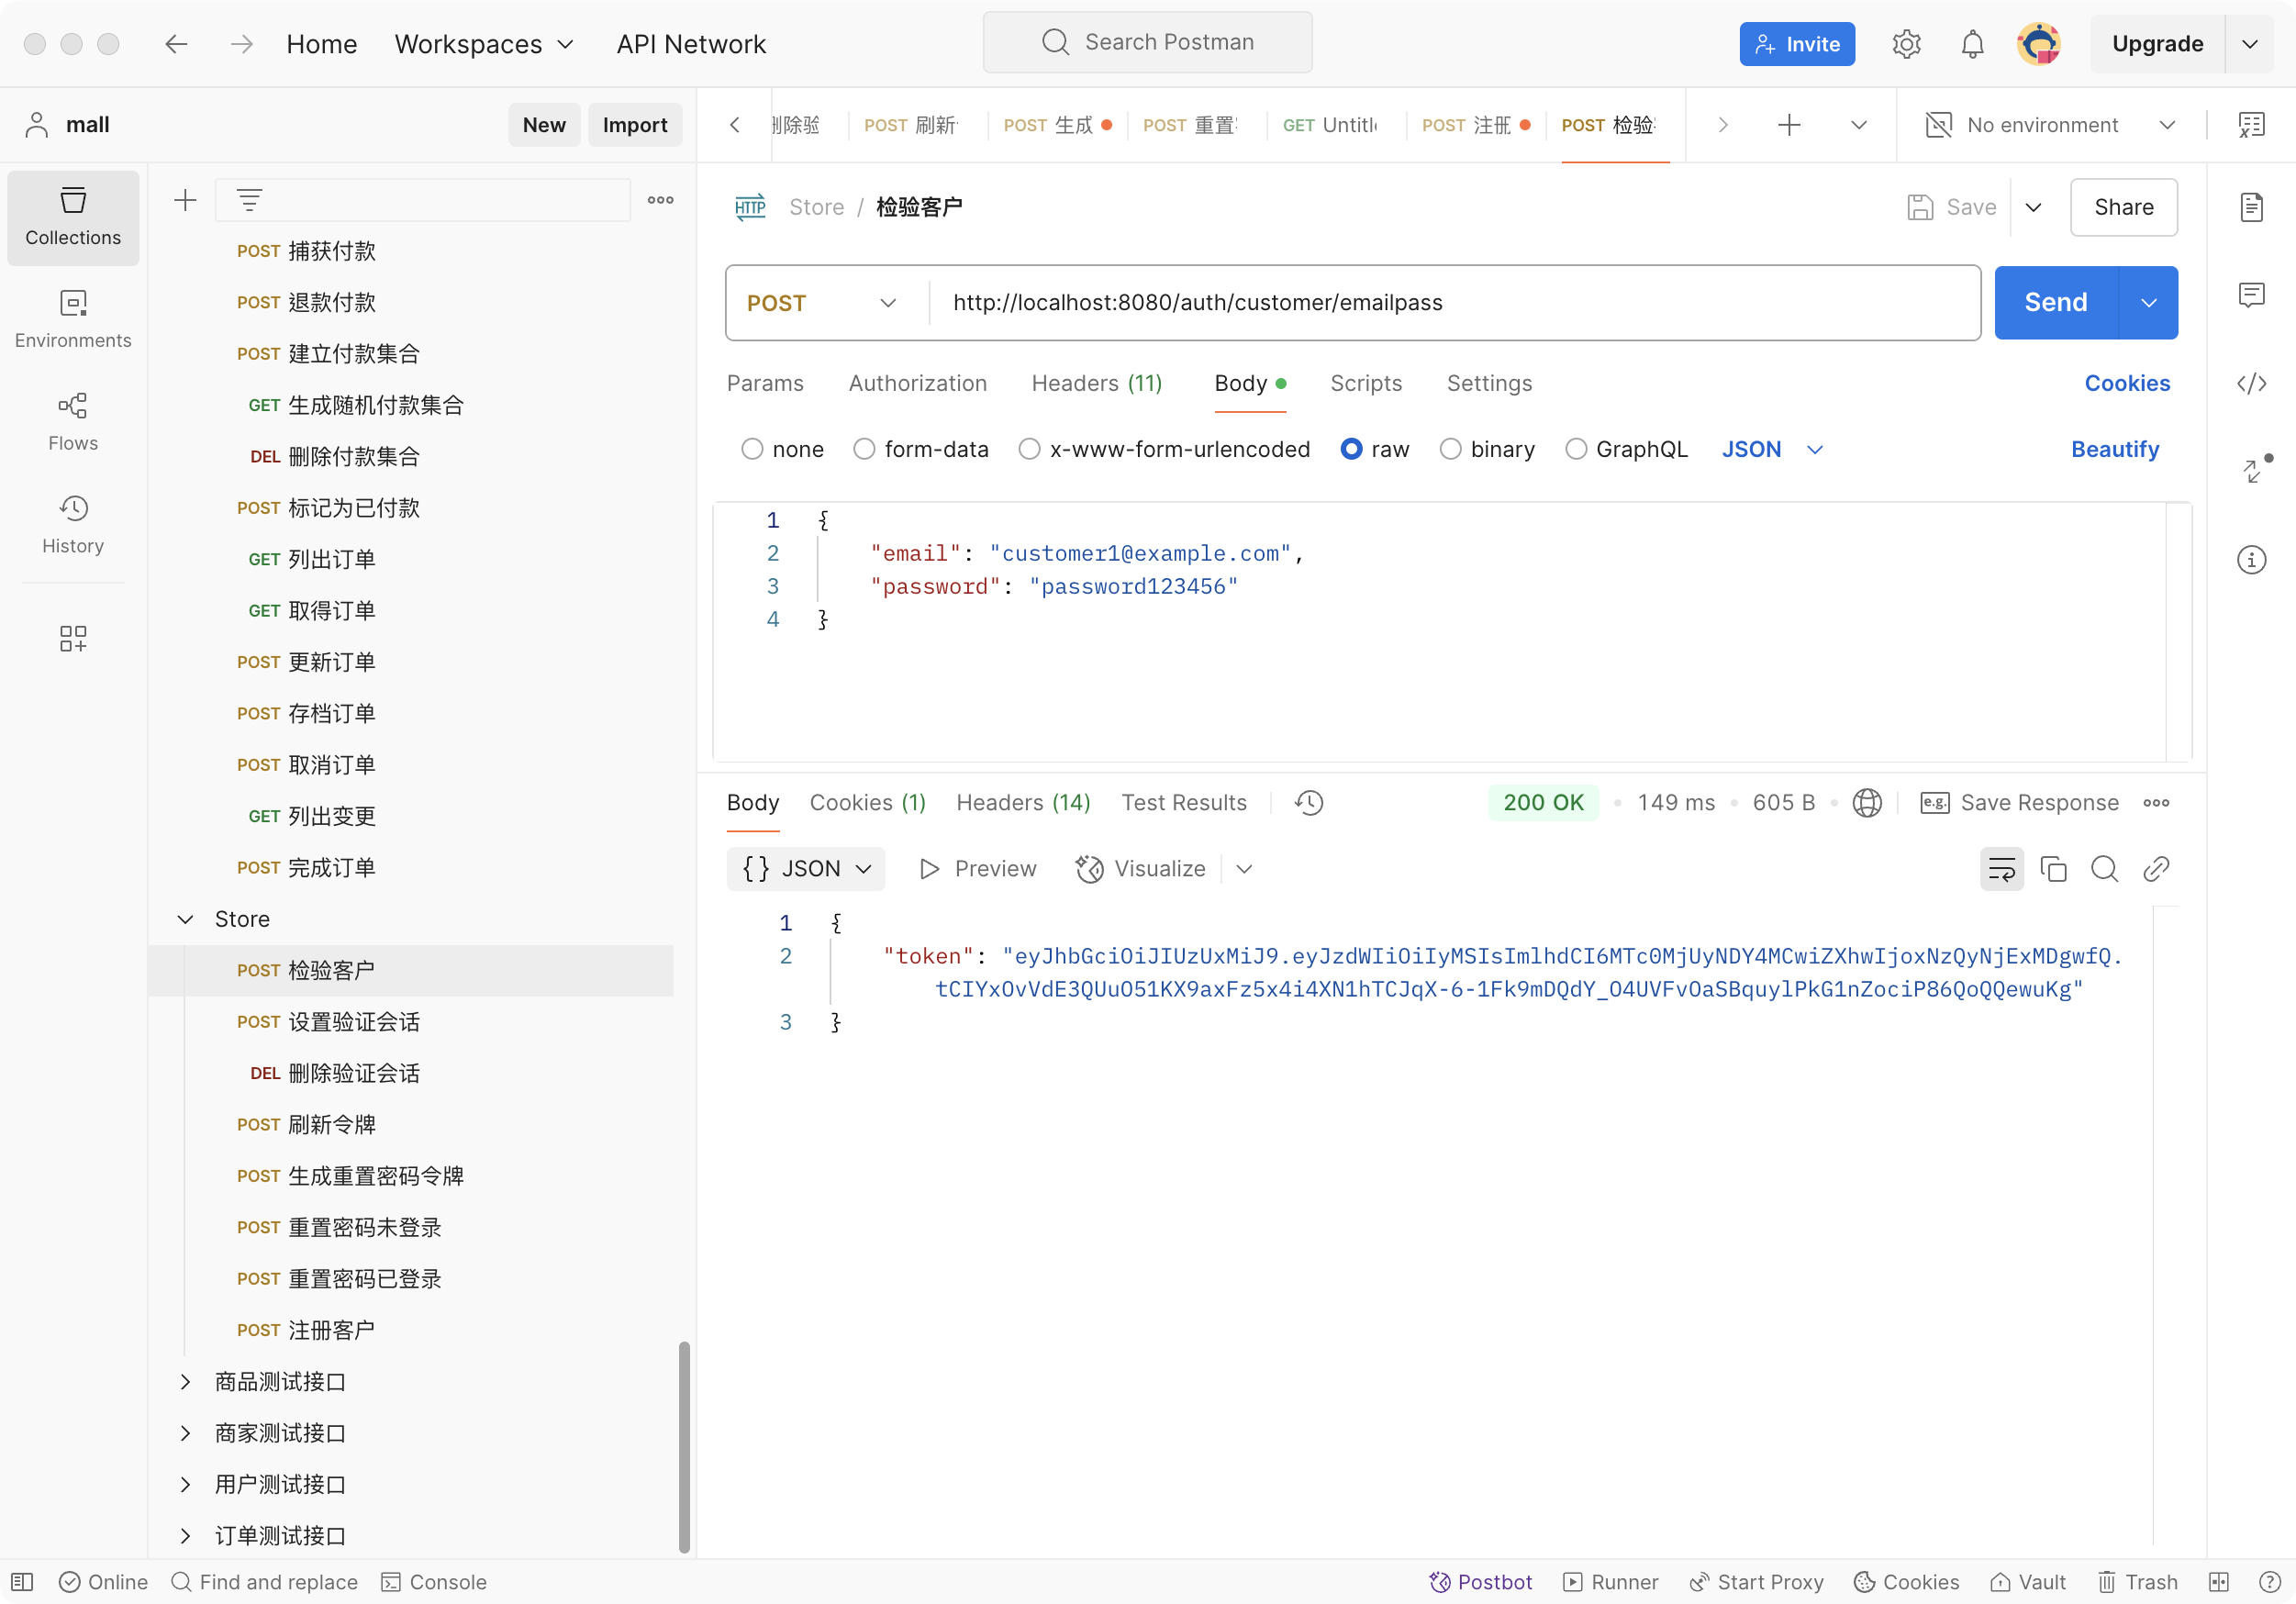 Home Workspaces API Network Search Postman Invite Upgrade
mall New Import
POST 刷新 POST 生成 POST 重置 GET Untitl POST 注册 POST 检验 No environment
Collections
Environments
Flows
History
POST 捕获付款
POST 退款付款
POST 建立付款集合
GET 生成随机付款集合
DEL 删除付款集合
POST 标记为已付款
GET 列出订单
GET 取得订单
POST 更新订单
POST 存档订单
POST 取消订单
GET 列出变更
POST 完成订单
Store
POST 检验客户
POST 设置验证会话
DEL 删除验证会话
POST 刷新令牌
POST 生成重置密码令牌
POST 重置密码未登录
POST 重置密码已登录
POST 注册客户
商品测试接口
商家测试接口
用户测试接口
订单测试接口
HTTP Store / 检验客户 Save Share
POST http://localhost:8080/auth/customer/emailpass Send
Params Authorization Headers (11) Body Scripts Settings Cookies
none form-data x-www-form-urlencoded raw binary GraphQL JSON Beautify
1 {
2 "email": "customer1@example.com",
3 "password": "password123456"
4 }
Body Cookies (1) Headers (14) Test Results 200 OK 149 ms 605 B e.g. Save Response
{} JSON Preview Visualize
1 {
2 "token": "eyJhbGciOiJIUzUxMiJ9.eyJzdWIiOiIyMSIsImlhdCI6MTc0MjUyNDY4MCwiZXhwIjoxNzQyNjExMDgwfQ.
tCIYxOvVdE3QUuO51KX9axFz5x4i4XN1hTCJqX-6-1Fk9mDQdY_O4UVFvOaSBquylPkG1nZociP86QoQQewuKg"
3 }
Online Find and replace Console Postbot Runner Start Proxy Cookies Vault Trash